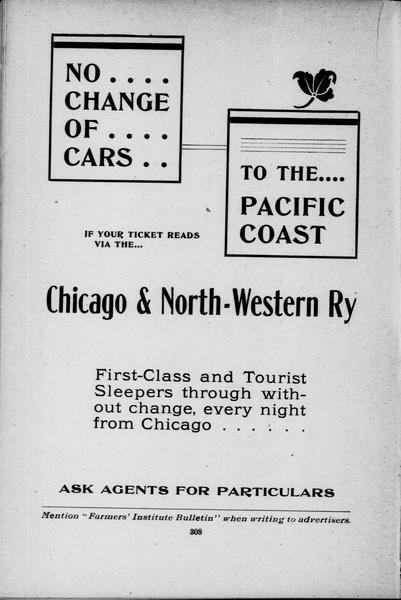 NO . . . .
CHANGE
OF . . . .
CARS . .
TO THE....
PACIFIC
COAST
IF YOUR TICKET READS
VIA THE...
Chicago & North-Western Ry
First-Class and Tourist
Sleepers through with-
out change, every night
from Chicago . . . . . .
ASK AGENTS FOR PARTICULARS
Mention "Farmers' Institute Bulletin" when writing to advertisers.
308